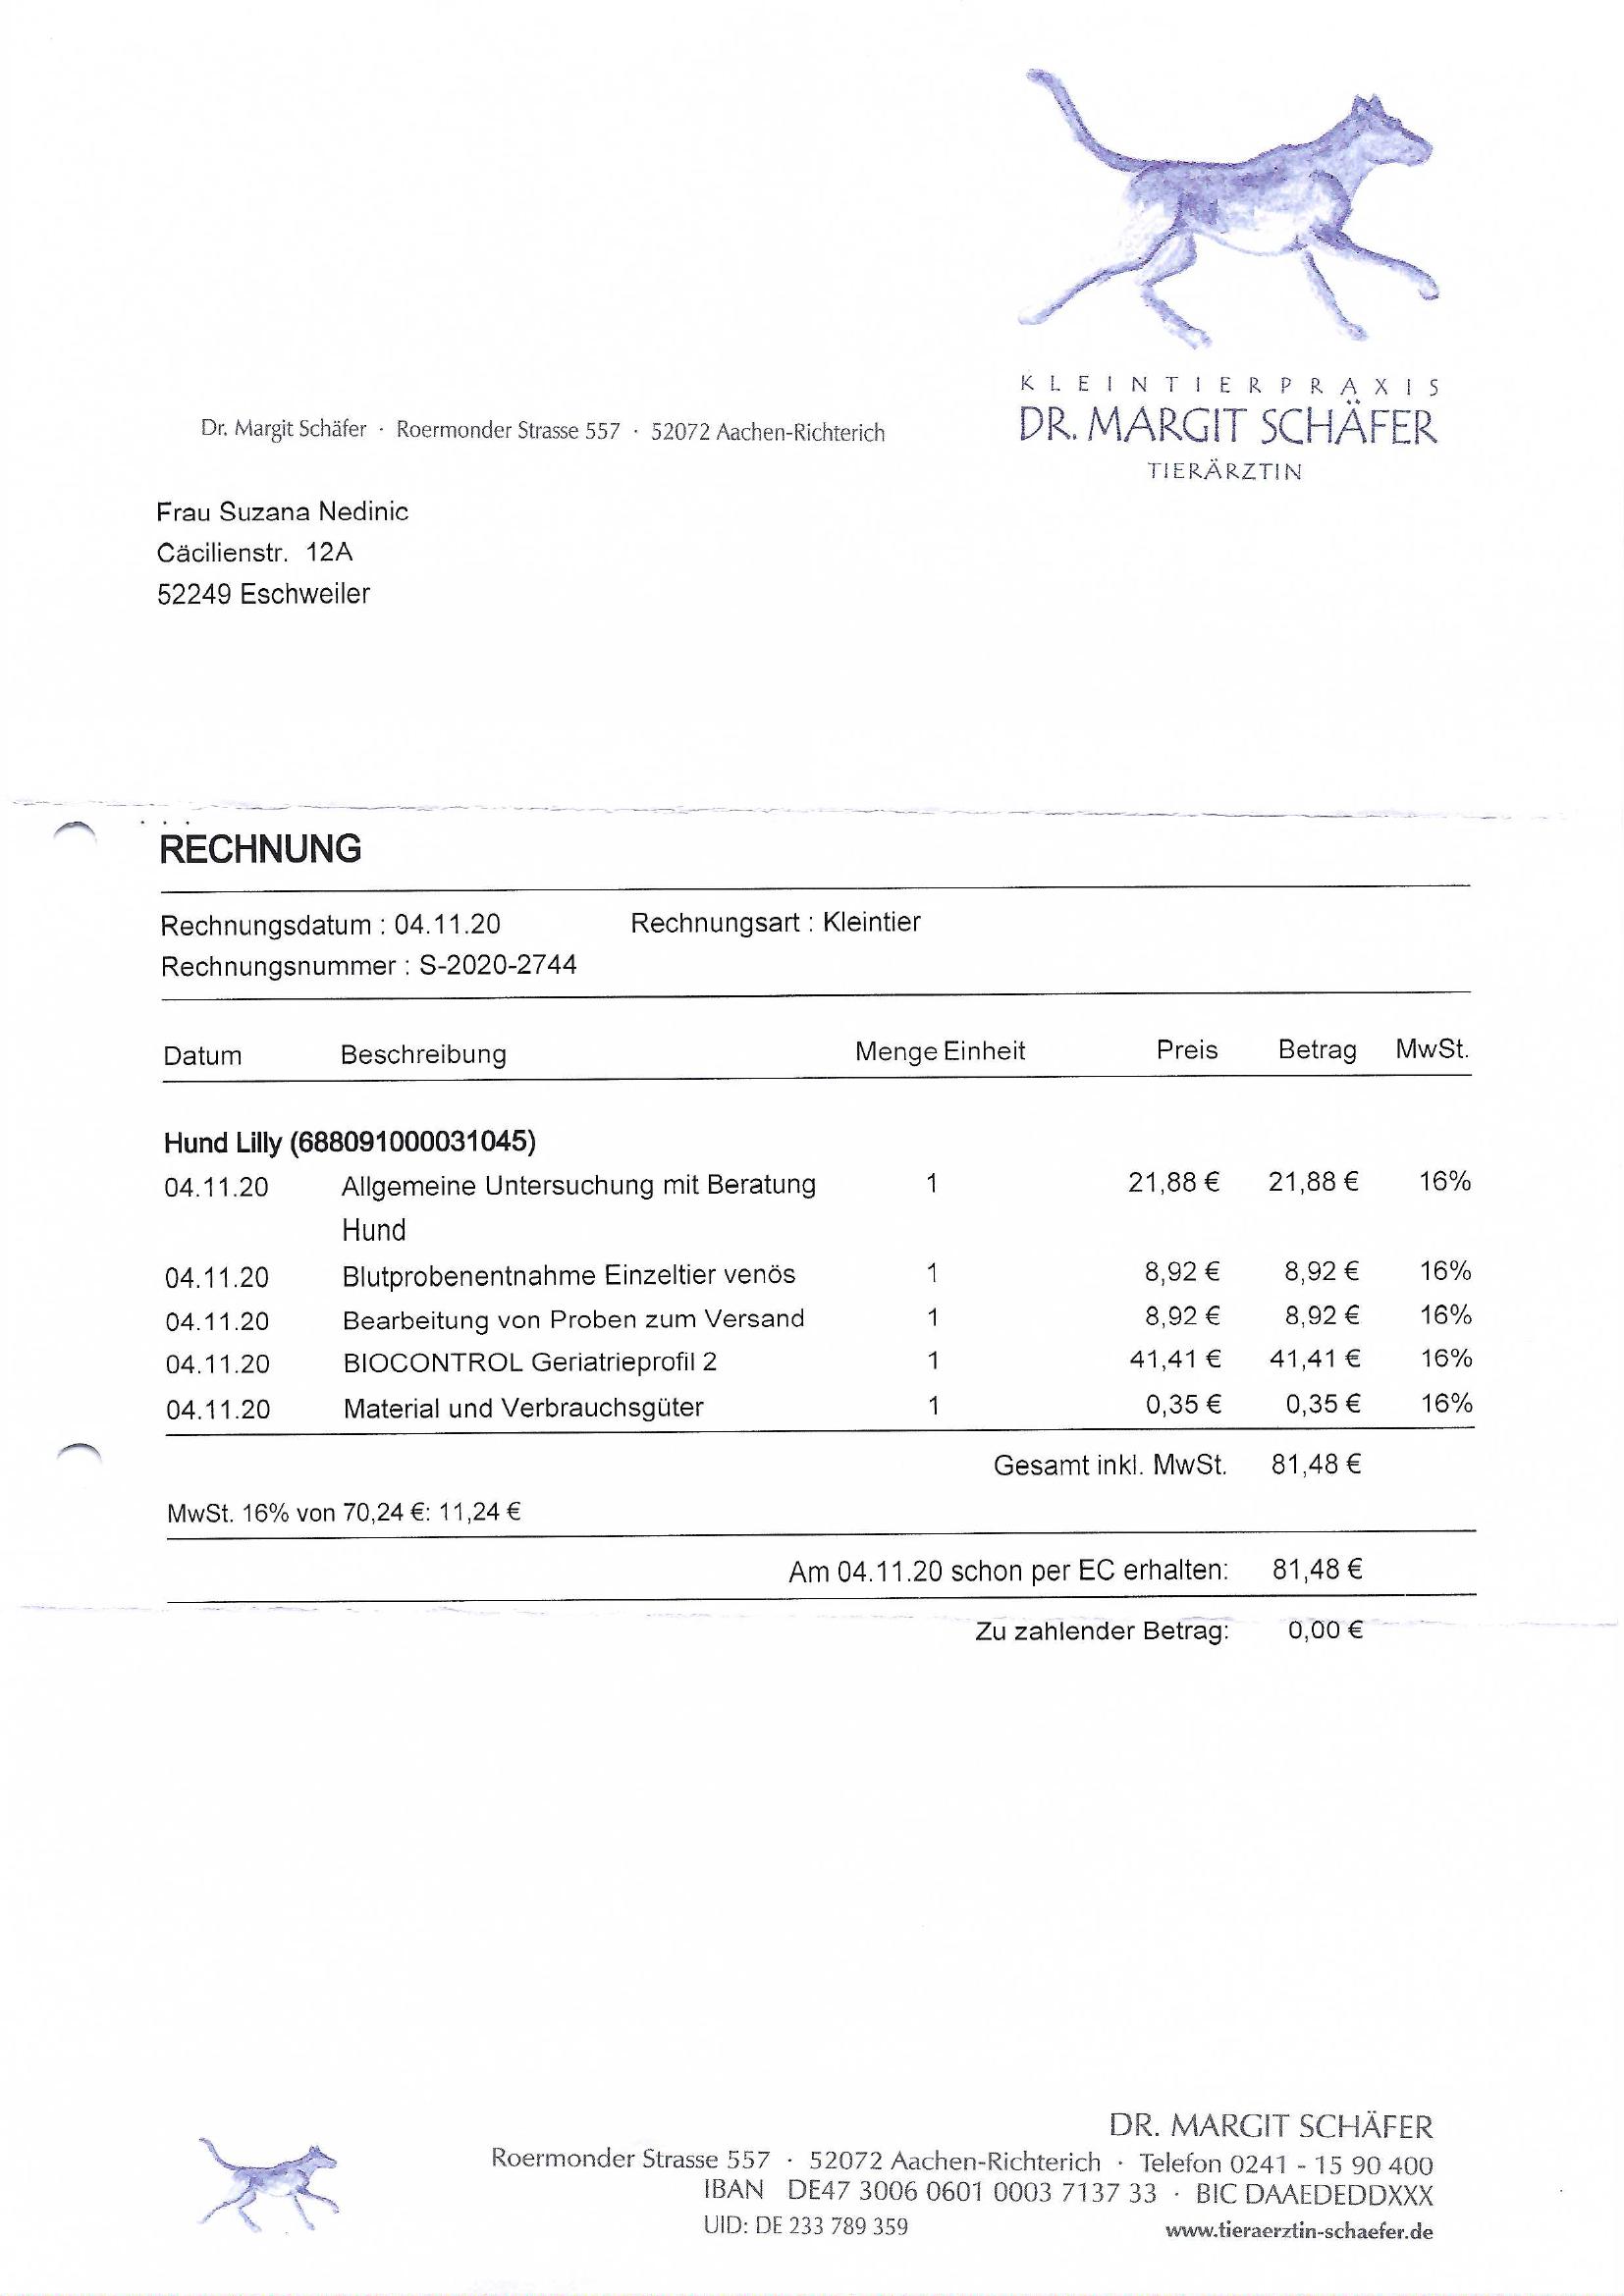 KLEINTIERPRAXIS
DR. MARGIT SCHÄFER
TIERÄRZTIN
Dr. Margit Schäfer · Roermonder Strasse 557 · 52072 Aachen-Richterich
Frau Suzana Nedinic
Cäcilienstr. 12A
52249 Eschweiler
RECHNUNG
Rechnungsdatum : 04.11.20 Rechnungsart : Kleintier
Rechnungsnummer : S-2020-2744
Datum Beschreibung Menge Einheit Preis Betrag MwSt.
Hund Lilly (688091000031045)
04.11.20 Allgemeine Untersuchung mit Beratung 1 21,88 € 21,88 € 16%
Hund
04.11.20 Blutprobenentnahme Einzeltier venös 1 8,92 € 8,92 € 16%
04.11.20 Bearbeitung von Proben zum Versand 1 8,92 € 8,92 € 16%
04.11.20 BIOCONTROL Geriatrieprofil 2 1 41,41 € 41,41 € 16%
04.11.20 Material und Verbrauchsgüter 1 0,35 € 0,35 € 16%
Gesamt inkl. MwSt. 81,48 €
MwSt. 16% von 70,24 €: 11,24 €
Am 04.11.20 schon per EC erhalten: 81,48 €
Zu zahlender Betrag: 0,00 €
DR. MARGIT SCHÄFER
Roermonder Strasse 557 · 52072 Aachen-Richterich · Telefon 0241 - 15 90 400
IBAN DE47 3006 0601 0003 7137 33 · BIC DAAEDEDDXXX
UID: DE 233 789 359 www.tieraerztin-schaefer.de